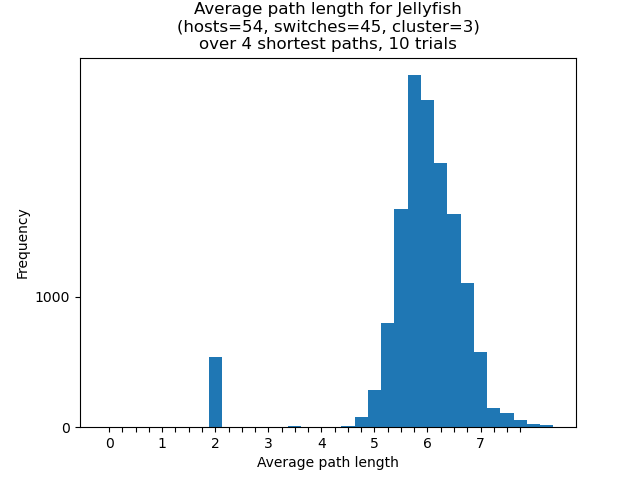 Average path length for Jellyfish
(hosts=54, switches=45, cluster=3)
over 4 shortest paths, 10 trials
Frequency
1000
0
0 1 2 3 4 5 6 7
Average path length